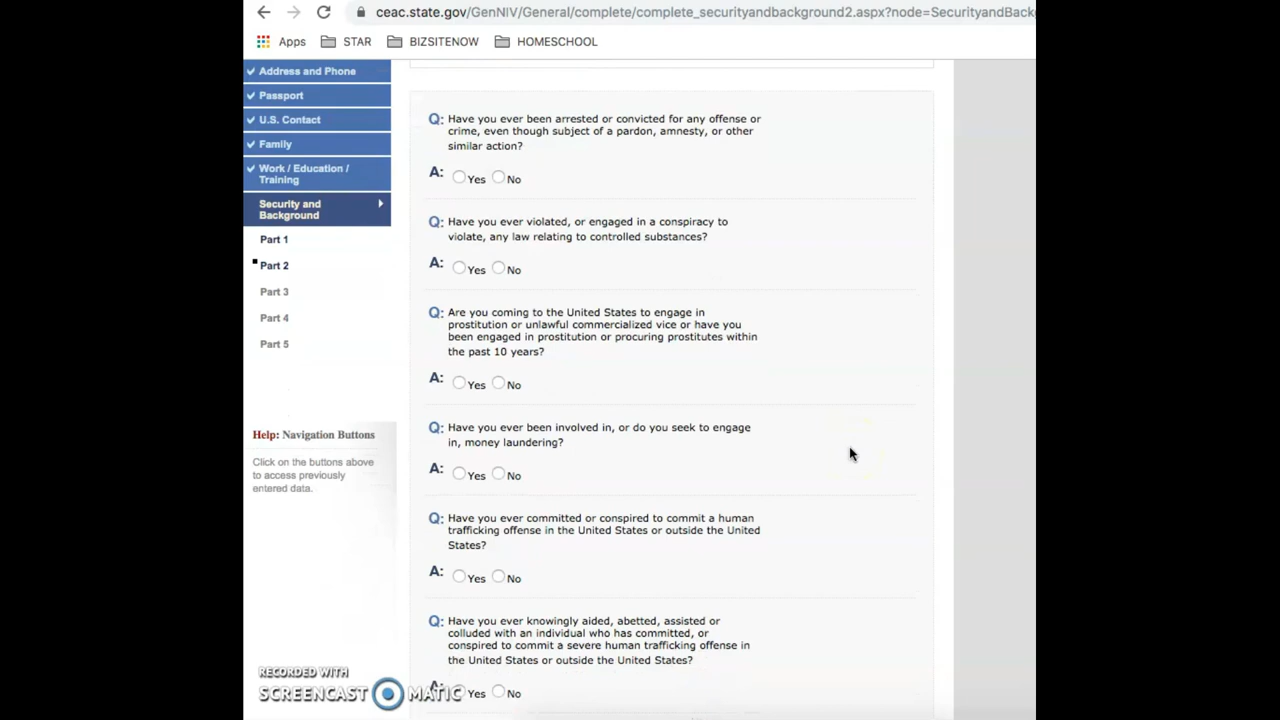 ceac.state.gov/GenNIV/General/complete/complete_securityandbackground2.aspx?node=SecurityandBack
Apps STAR BIZSITENOW HOMESCHOOL
Address and Phone
Passport
U.S. Contact
Family
Work / Education /
Training
Security and
Background
Part 1
Part 2
Part 3
Part 4
Part 5
Help: Navigation Buttons
Click on the buttons above
to access previously
entered data.
Q: Have you ever been arrested or convicted for any offense or
crime, even though subject of a pardon, amnesty, or other
similar action?
A: Yes No
Q: Have you ever violated, or engaged in a conspiracy to
violate, any law relating to controlled substances?
A: Yes No
Q: Are you coming to the United States to engage in
prostitution or unlawful commercialized vice or have you
been engaged in prostitution or procuring prostitutes within
the past 10 years?
A: Yes No
Q: Have you ever been involved in, or do you seek to engage
in, money laundering?
A: Yes No
Q: Have you ever committed or conspired to commit a human
trafficking offense in the United States or outside the United
States?
A: Yes No
Q: Have you ever knowingly aided, abetted, assisted or
colluded with an individual who has committed, or
conspired to commit a severe human trafficking offense in
the United States or outside the United States?
A: Yes No
RECORDED WITH
SCREENCAST MATIC